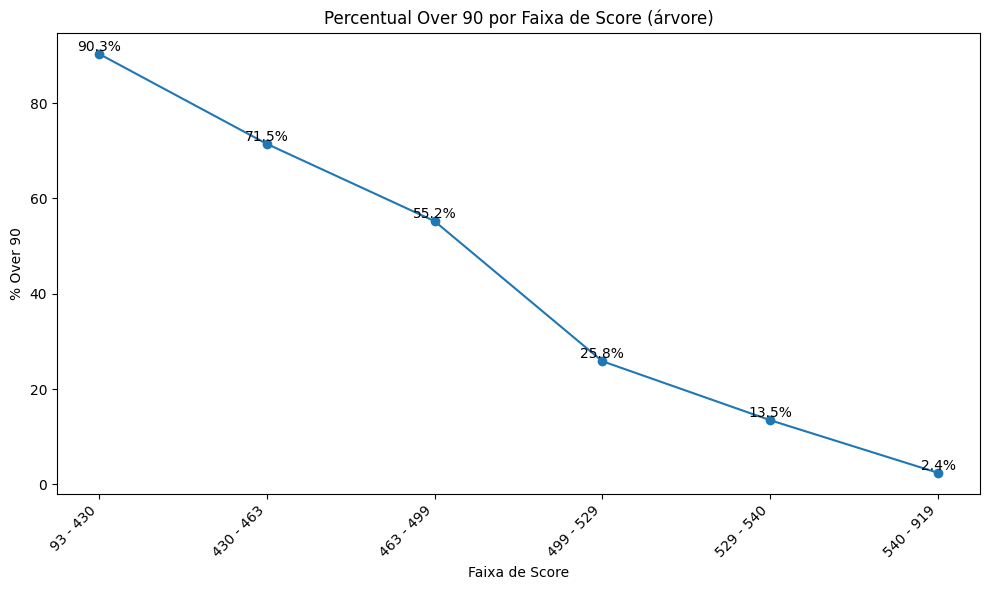 Percentual Over 90 por Faixa de Score (árvore)
90.3%
71.5%
55.2%
25.8%
13.5%
2.4%
% Over 90
80
60
40
20
0
93 - 430
430 - 463
463 - 499
499 - 529
529 - 540
540 - 919
Faixa de Score